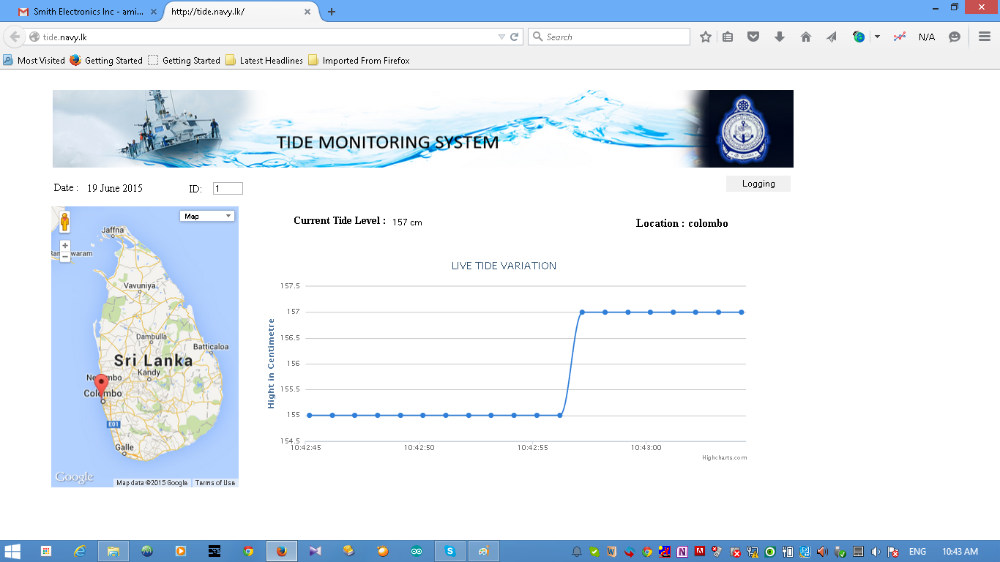 Smith Electronics Inc - ami...
http://tide.navy.lk/
tide.navy.lk
Search
N/A
Most Visited
Getting Started
Getting Started
Latest Headlines
Imported From Firefox
TIDE MONITORING SYSTEM
Date : 19 June 2015 ID: 1
Logging
Map
Jaffna
waram
Vavuniya
Dambulla
Batticaloa
Sri Lanka
Kandy
Colombo
E01
Galle
Google
Map data ©2015 Google Terms of Use
Current Tide Level : 157 cm
Location : colombo
LIVE TIDE VARIATION
Hight in Centimetre
157.5
157
156.5
156
155.5
155
154.5
10:42:45 10:42:50 10:42:55 10:43:00
Highcharts.com
ENG 10:43 AM